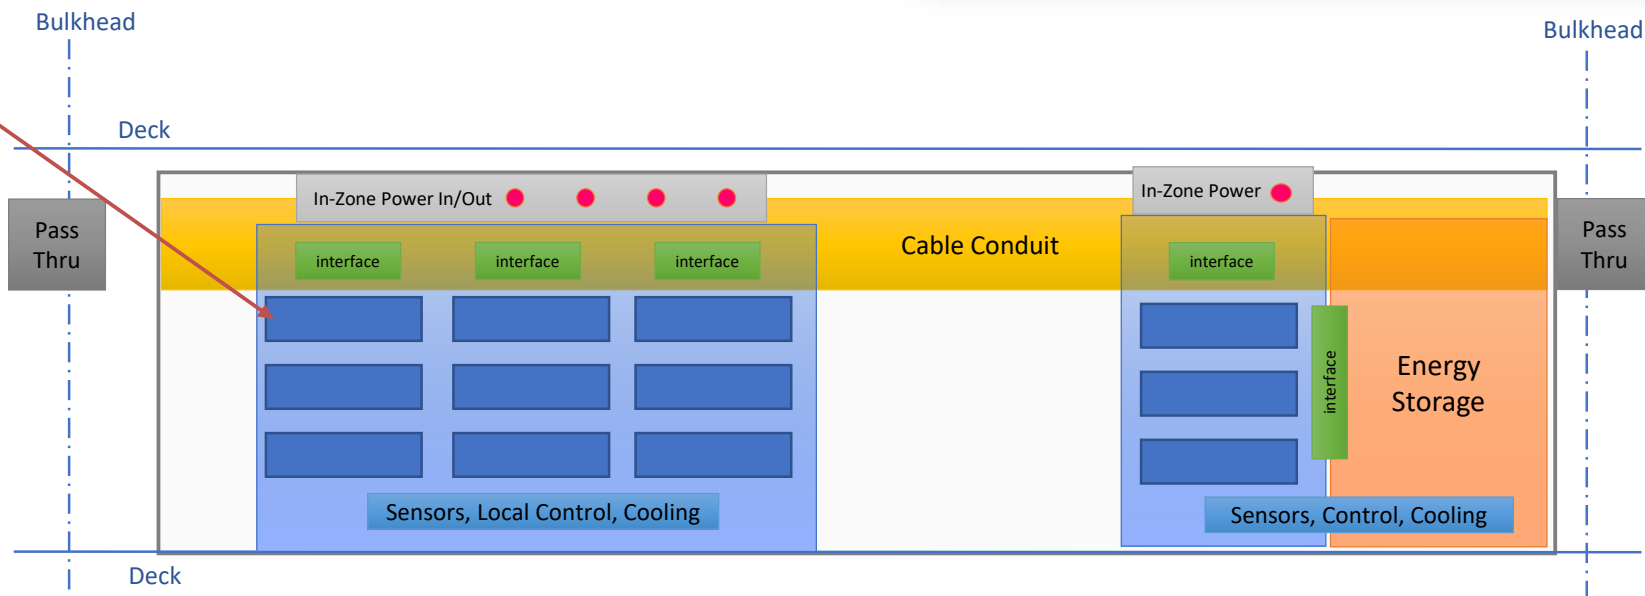 Bulkhead
Bulkhead
Deck
In-Zone Power In/Out
In-Zone Power
Pass
Thru
Cable Conduit
Pass
Thru
interface
interface
interface
interface
interface
Energy
Storage
Sensors, Local Control, Cooling
Sensors, Control, Cooling
Deck